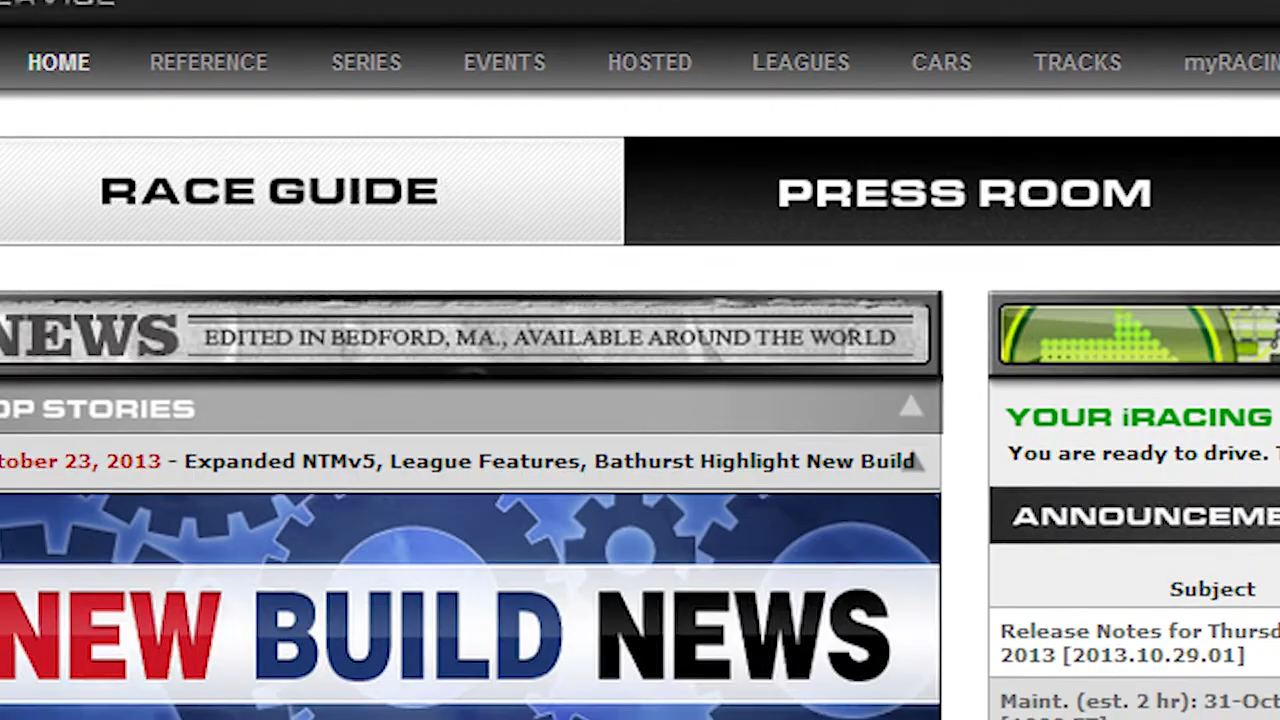 HOME REFERENCE SERIES EVENTS HOSTED LEAGUES CARS TRACKS myRACIN
RACE GUIDE PRESS ROOM
NEWS EDITED IN BEDFORD, MA., AVAILABLE AROUND THE WORLD
OP STORIES
tober 23, 2013 - Expanded NTMv5, League Features, Bathurst Highlight New Build
NEW BUILD NEWS
YOUR iRACING
You are ready to drive. T
ANNOUNCEME
Subject
Release Notes for Thursd
2013 [2013.10.29.01]
Maint. (est. 2 hr): 31-Oct